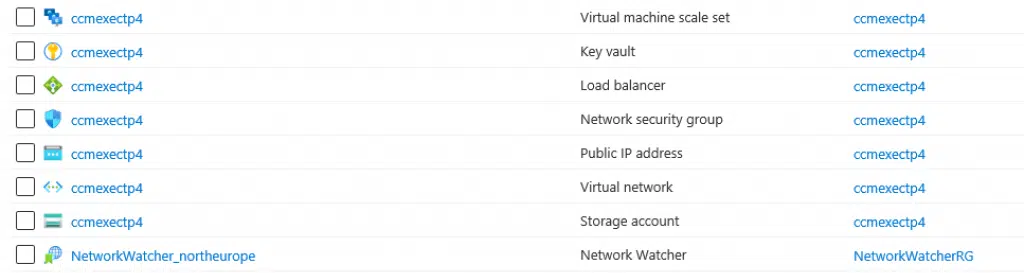 ccmexectp4 Virtual machine scale set ccmexectp4
ccmexectp4 Key vault ccmexectp4
ccmexectp4 Load balancer ccmexectp4
ccmexectp4 Network security group ccmexectp4
ccmexectp4 Public IP address ccmexectp4
ccmexectp4 Virtual network ccmexectp4
ccmexectp4 Storage account ccmexectp4
NetworkWatcher_northeurope Network Watcher NetworkWatcherRG